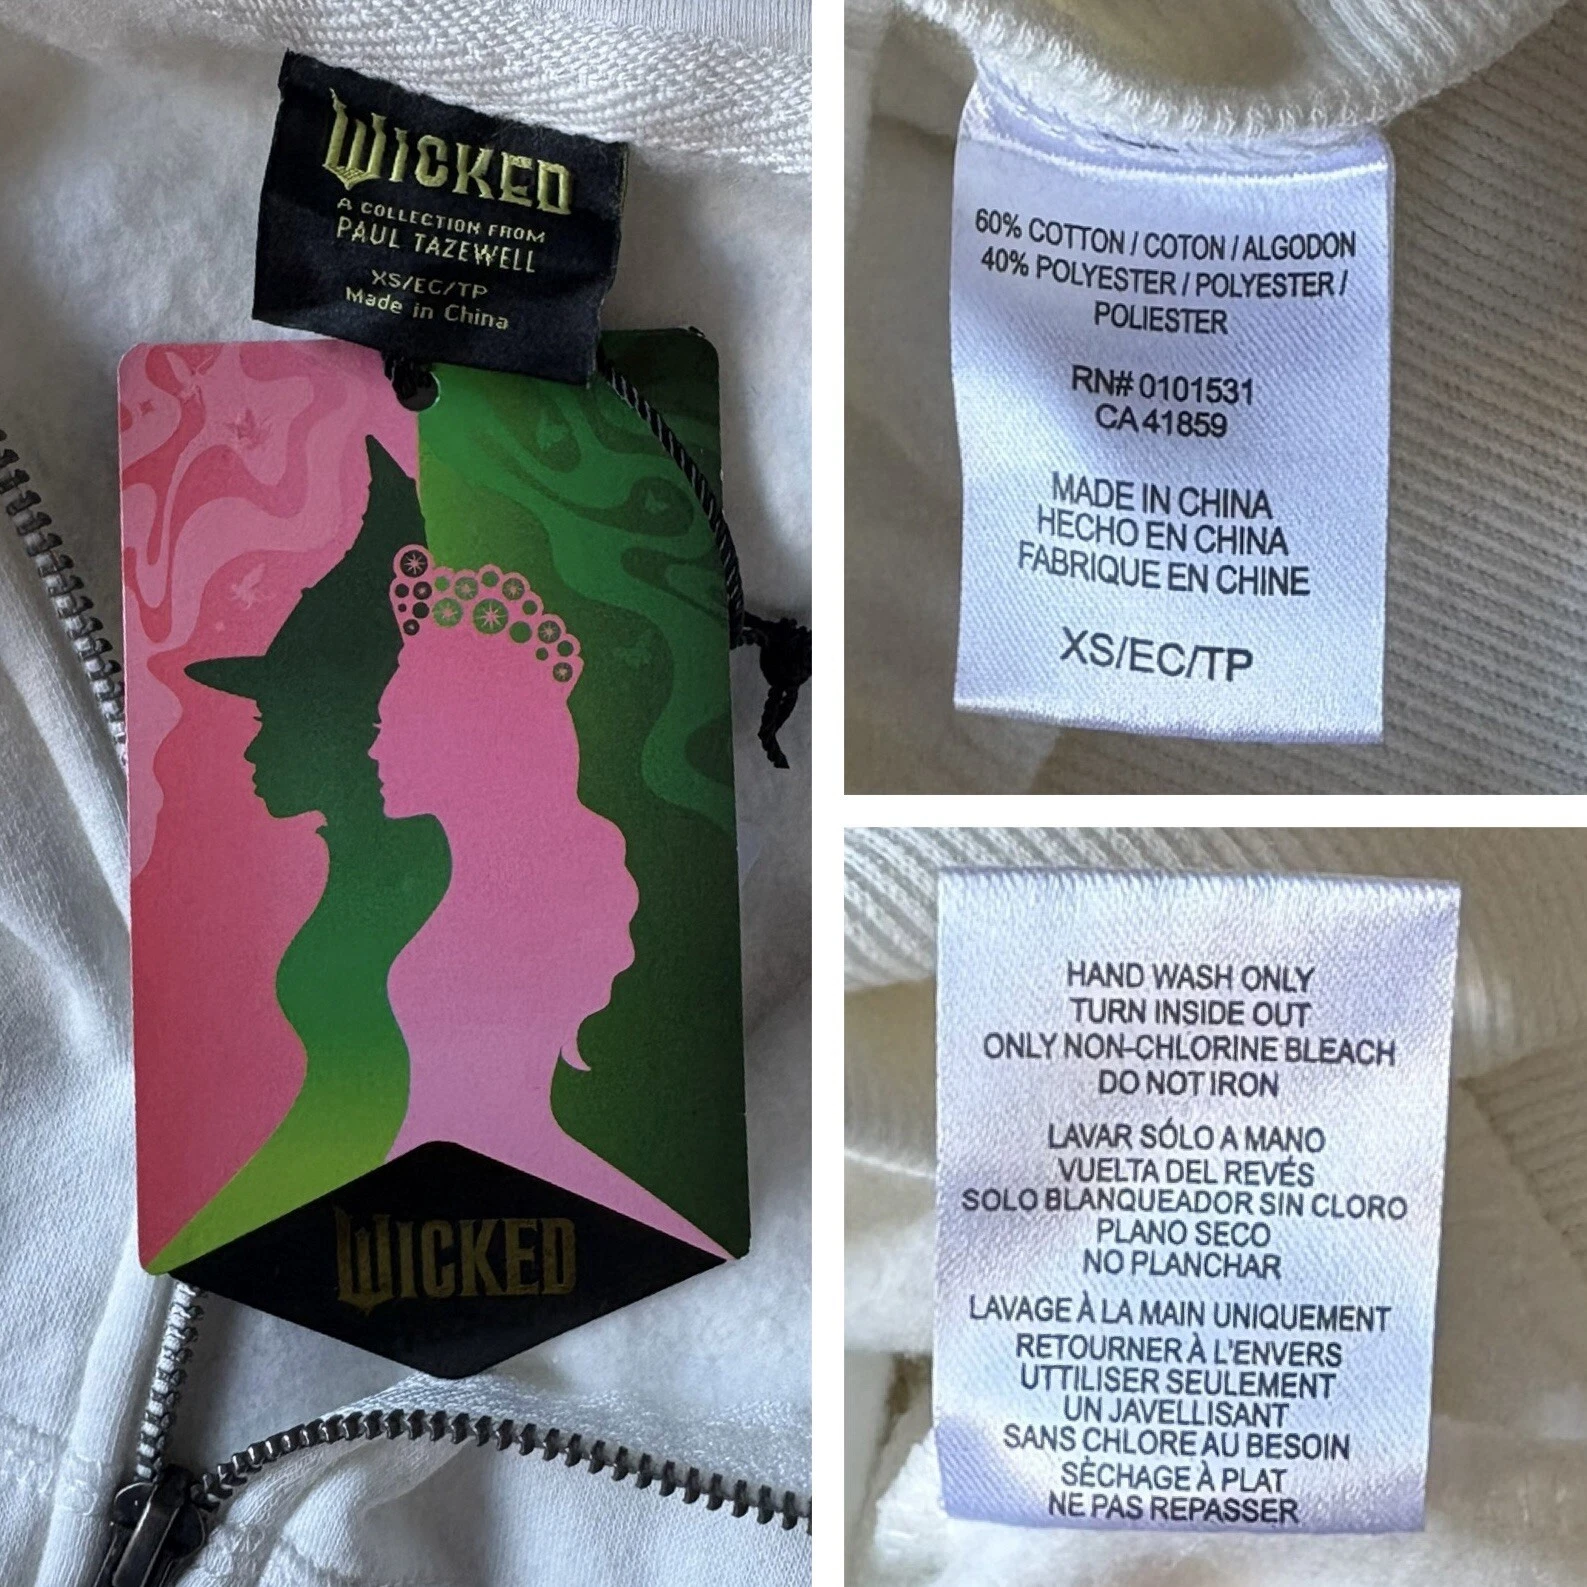 WICKED
A COLLECTION FROM
PAUL TAZEWELL
XS/EC/TP
Made in China
WICKED
60% COTTON / COTON / ALGODON
40% POLYESTER / POLYESTER /
POLIESTER
RN# 0101531
CA 41859
MADE IN CHINA
HECHO EN CHINA
FABRIQUE EN CHINE
XS/EC/TP
HAND WASH ONLY
TURN INSIDE OUT
ONLY NON-CHLORINE BLEACH
DO NOT IRON
LAVAR SÓLO A MANO
VUELTA DEL REVÉS
SOLO BLANQUEADOR SIN CLORO
PLANO SECO
NO PLANCHAR
LAVAGE À LA MAIN UNIQUEMENT
RETOURNER À L'ENVERS
UTTILISER SEULEMENT
UN JAVELLISANT
SANS CHLORE AU BESOIN
SÈCHAGE À PLAT
NE PAS REPASSER